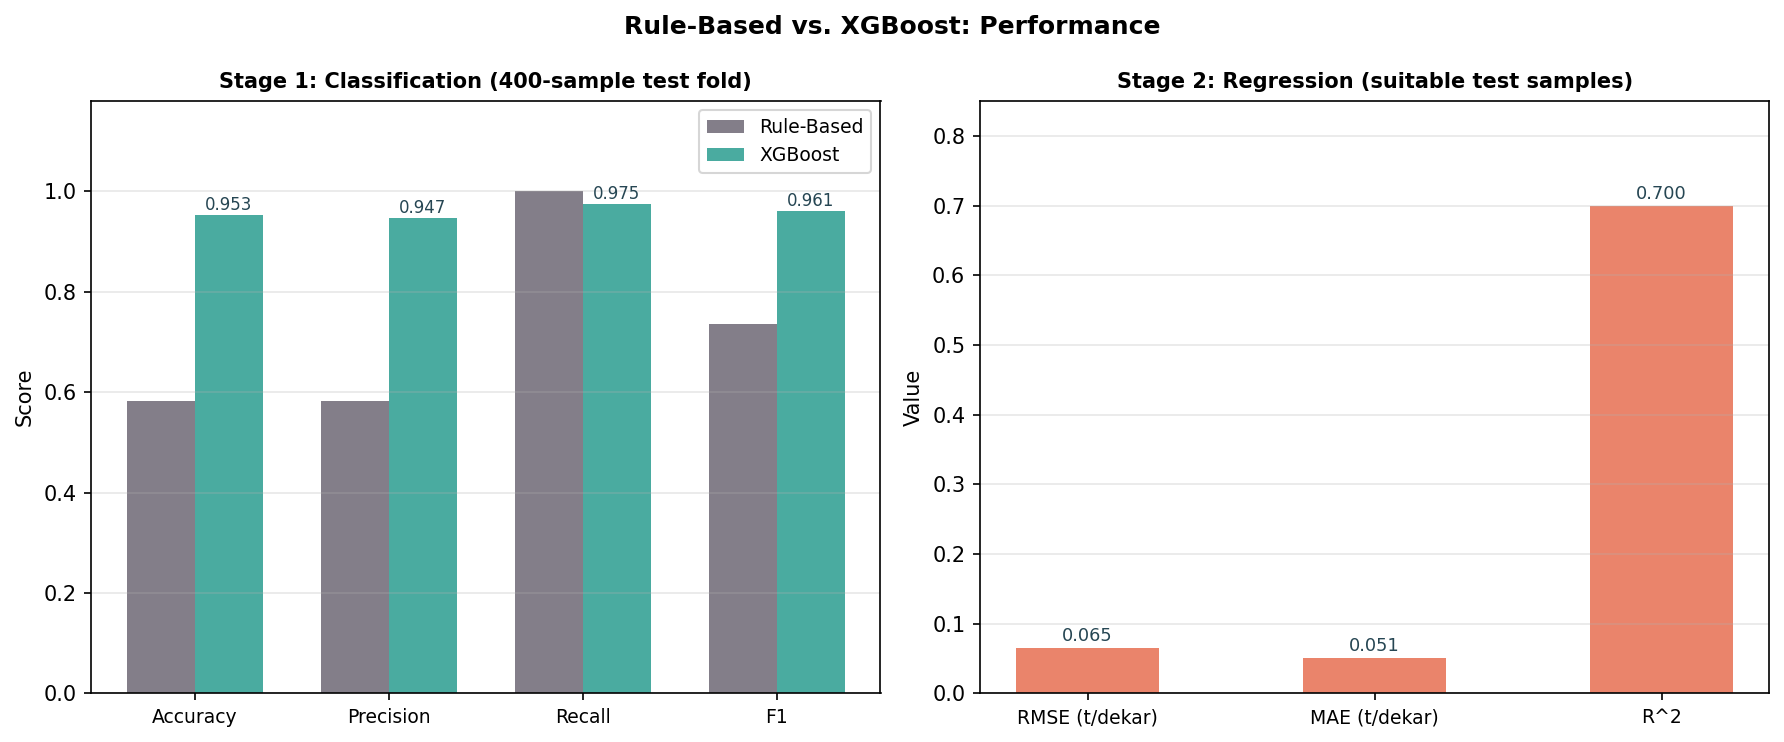 Rule-Based vs. XGBoost: Performance
Stage 1: Classification (400-sample test fold)
Rule-Based
XGBoost
Score
1.0
0.8
0.6
0.4
0.2
0.0
0.953
0.947
0.975
0.961
Accuracy
Precision
Recall
F1
Stage 2: Regression (suitable test samples)
Value
0.8
0.7
0.6
0.5
0.4
0.3
0.2
0.1
0.0
0.065
0.051
0.700
RMSE (t/dekar)
MAE (t/dekar)
R^2